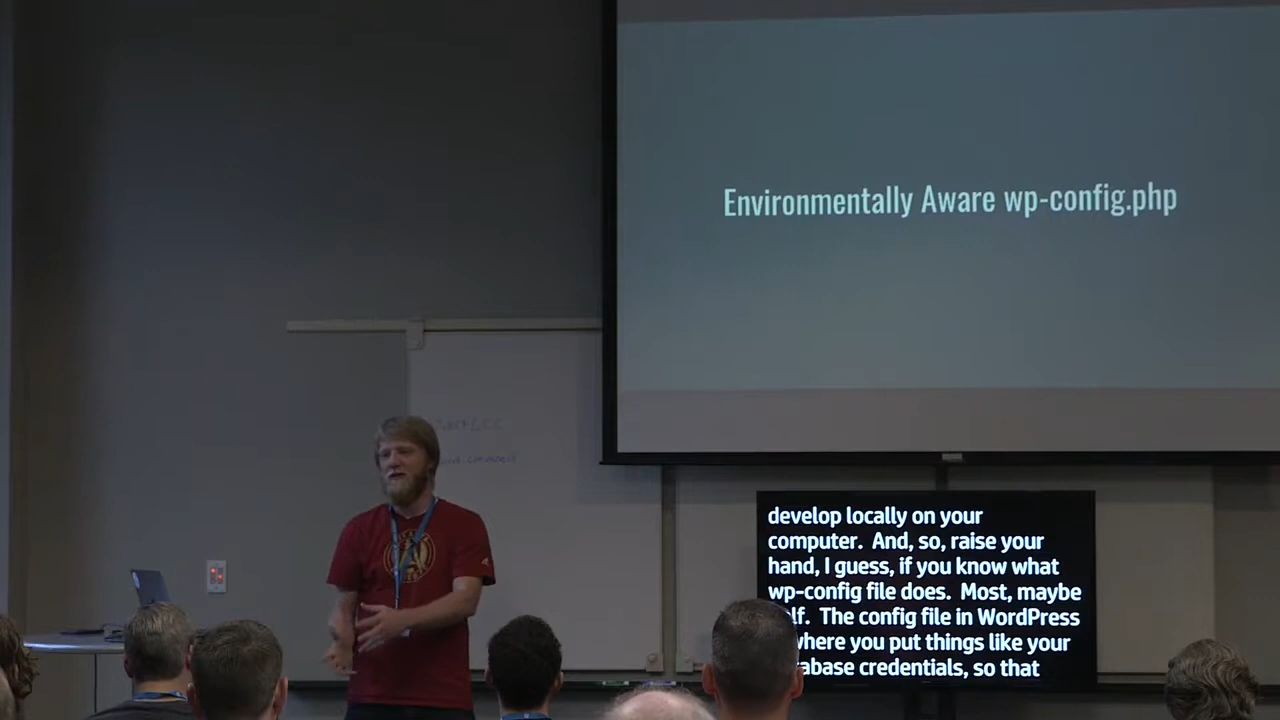 Environmentally Aware wp-config.php
develop locally on your
computer. And, so, raise your
hand, I guess, if you know what
wp-config file does. Most, maybe
The config file in WordPress
where you put things like your
credentials, so that